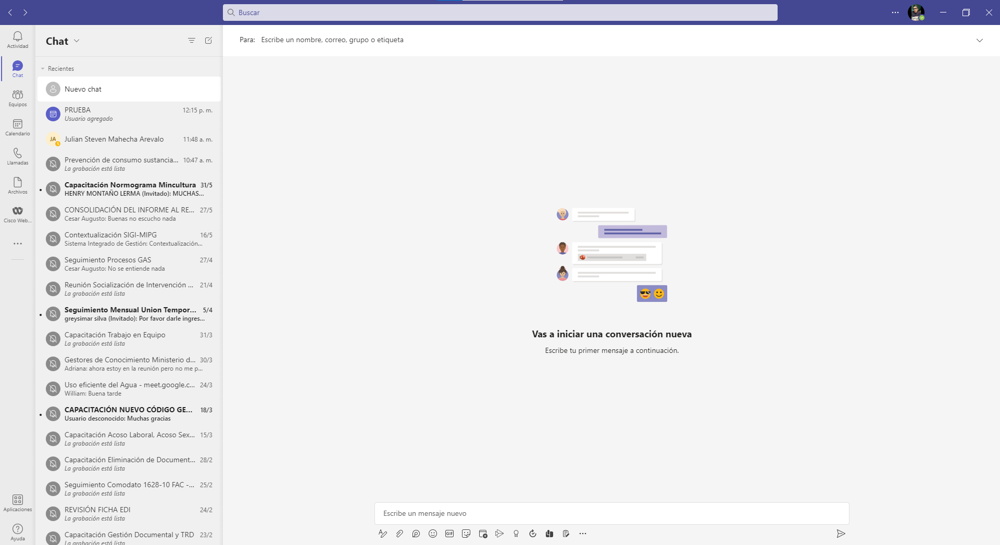 Buscar
Actividad
Chat
Equipos
Calendario
Llamadas
Archivos
Cisco Web...
Aplicaciones
Ayuda
Chat
Recientes
Nuevo chat
PRUEBA 12:15 p. m.
Usuario agregado
JA
Julian Steven Mahecha Arevalo 11:48 a. m.
Prevención de consumo sustancia... 10:47 a. m.
La grabación está lista
Capacitación Normograma Mincultura 31/5
HENRY MONTAÑO LERMA (Invitado): MUCHAS...
CONSOLIDACIÓN DEL INFORME AL RE... 27/5
Cesar Augusto: Buenas no escucho nada
Contextualización SIGI-MIPG 16/5
Sistema Integrado de Gestión: Contextualización...
Seguimiento Procesos GAS 27/4
Cesar Augusto: No se entiende nada
Reunión Socialización de Intervención ... 21/4
La grabación está lista
Seguimiento Mensual Union Tempor... 5/4
greysimar silva (Invitado): Por favor darle ingres...
Capacitación Trabajo en Equipo 31/3
La grabación está lista
Gestores de Conocimiento Ministerio d... 30/3
Adriana: ahora estoy en la reunión pero no me p...
Uso eficiente del Agua - meet.google.c... 24/3
William: Buena tarde
CAPACITACIÓN NUEVO CÓDIGO GE... 18/3
Usuario desconocido: Muchas gracias
Capacitación Acoso Laboral, Acoso Sex... 15/3
La grabación está lista
Capacitación Eliminación de Document... 28/2
La grabación está lista
Seguimiento Comodato 1628-10 FAC -... 25/2
La grabación está lista
REVISIÓN FICHA EDI 24/2
La grabación está lista
Capacitación Gestión Documental y TRD 23/2
La grabación está lista
Para: Escribe un nombre, correo, grupo o etiqueta
Vas a iniciar una conversación nueva
Escribe tu primer mensaje a continuación.
Escribe un mensaje nuevo
GIF